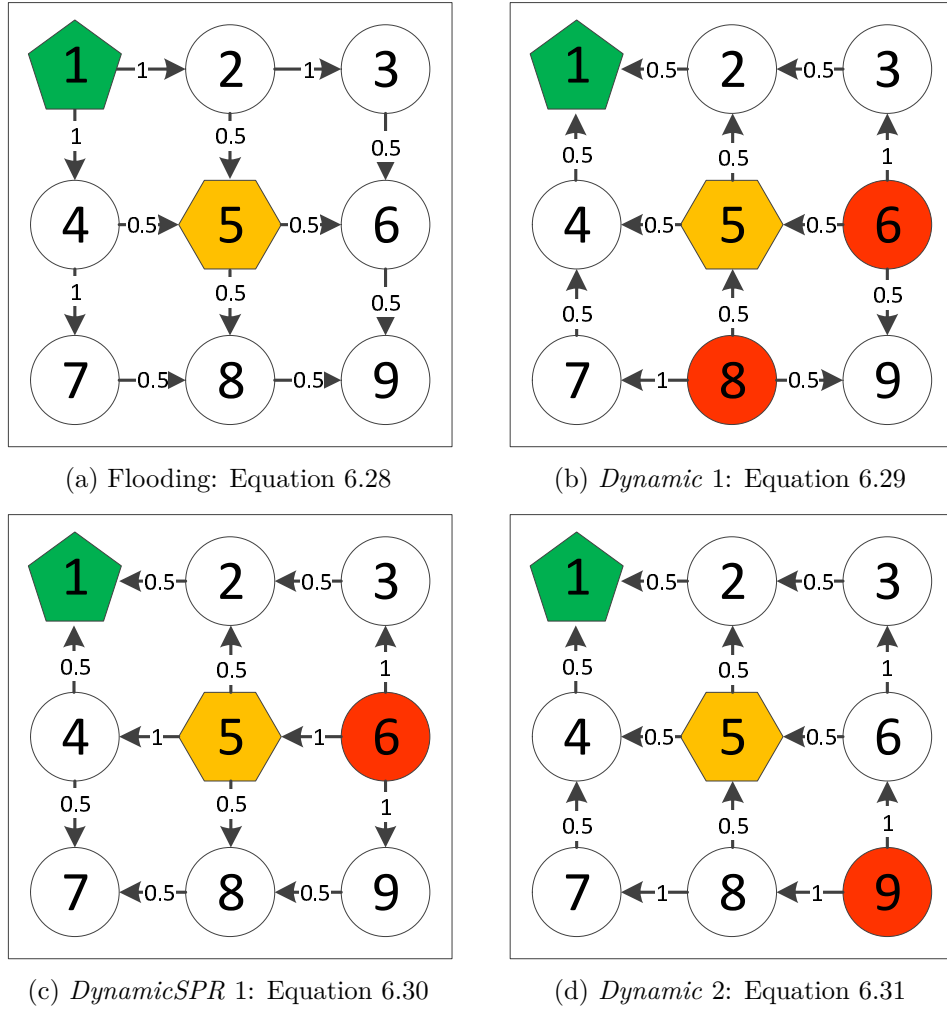 1 1 2 1 3
1 0.5 0.5
4 0.5 5 0.5 6
1 0.5 0.5
7 0.5 8 0.5 9
(a) Flooding: Equation 6.28
1 0.5 2 0.5 3
0.5 0.5 1
4 0.5 5 0.5 6
0.5 0.5 0.5
7 1 8 0.5 9
(b) Dynamic 1: Equation 6.29
1 0.5 2 0.5 3
0.5 0.5 1
4 1 5 1 6
0.5 0.5 1
7 0.5 8 0.5 9
(c) DynamicSPR 1: Equation 6.30
1 0.5 2 0.5 3
0.5 0.5 1
4 0.5 5 0.5 6
0.5 0.5 1
7 1 8 1 9
(d) Dynamic 2: Equation 6.31